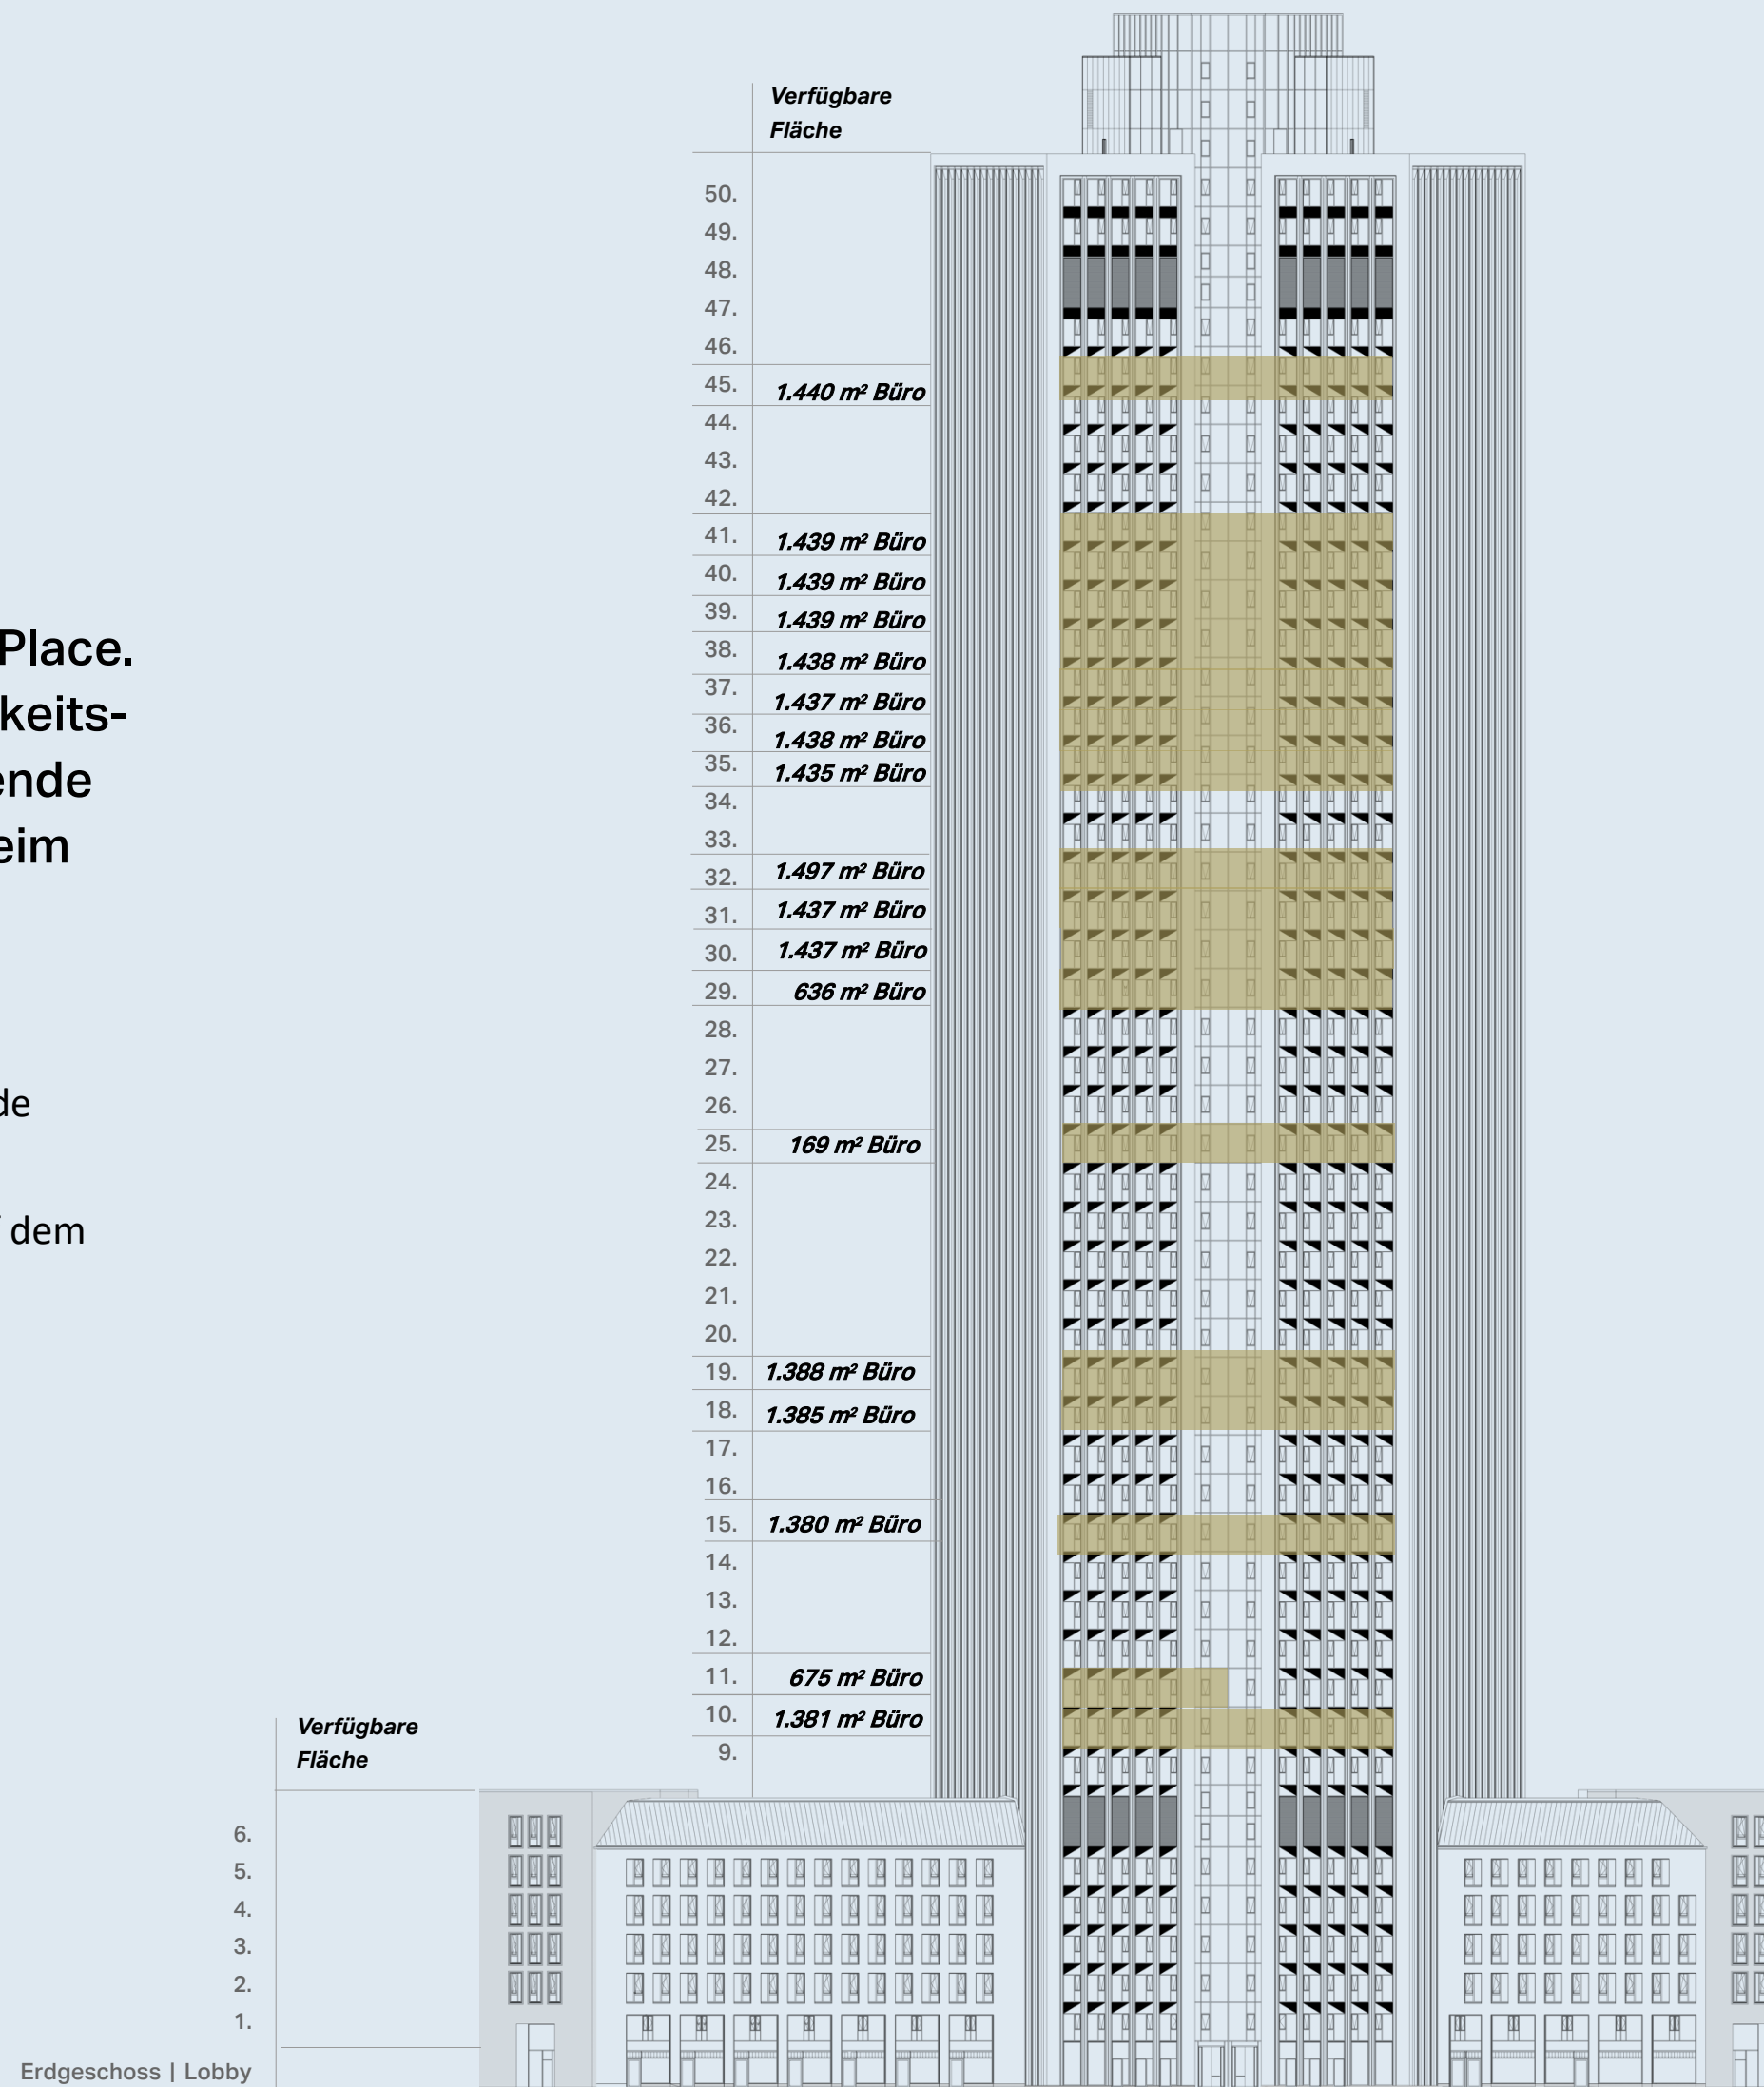 Verfügbare
Fläche
50.
49.
48.
47.
46.
45. 1.440 m² Büro
44.
43.
42.
41. 1.439 m² Büro
40. 1.439 m² Büro
39. 1.439 m² Büro
38. 1.438 m² Büro
37. 1.437 m² Büro
36. 1.438 m² Büro
35. 1.435 m² Büro
34.
33.
32. 1.497 m² Büro
31. 1.437 m² Büro
30. 1.437 m² Büro
29. 636 m² Büro
28.
27.
26.
25. 169 m² Büro
24.
23.
22.
21.
20.
19. 1.388 m² Büro
18. 1.385 m² Büro
17.
16.
15. 1.380 m² Büro
14.
13.
12.
11. 675 m² Büro
10. 1.381 m² Büro
9.
Place.
keits-
ende
eim
de
dem
Verfügbare
Fläche
6.
5.
4.
3.
2.
1.
Erdgeschoss | Lobby